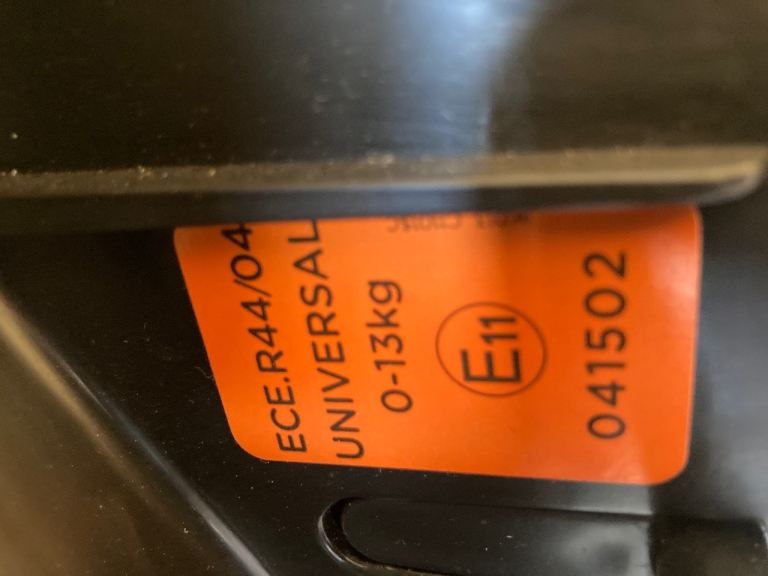 ECE.R44/04
UNIVERSAL
0-13kg
E11
041502